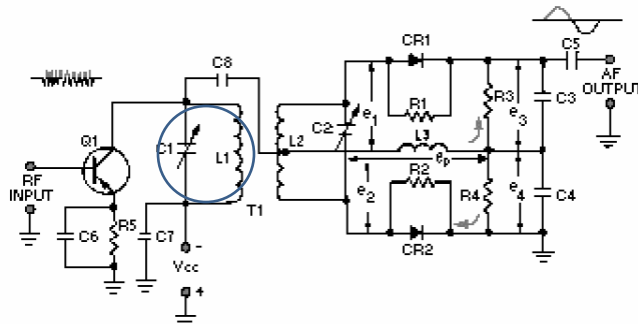 C5
C8
CR1
AF
OUTPUT
R1
R3
C3
e1
e3
Q1
C1
L1
L2
C2
L3
ep
RF
INPUT
e2
R2
R4
e4
C4
T1
C6
R5
C7
-
Vcc
+
CR2